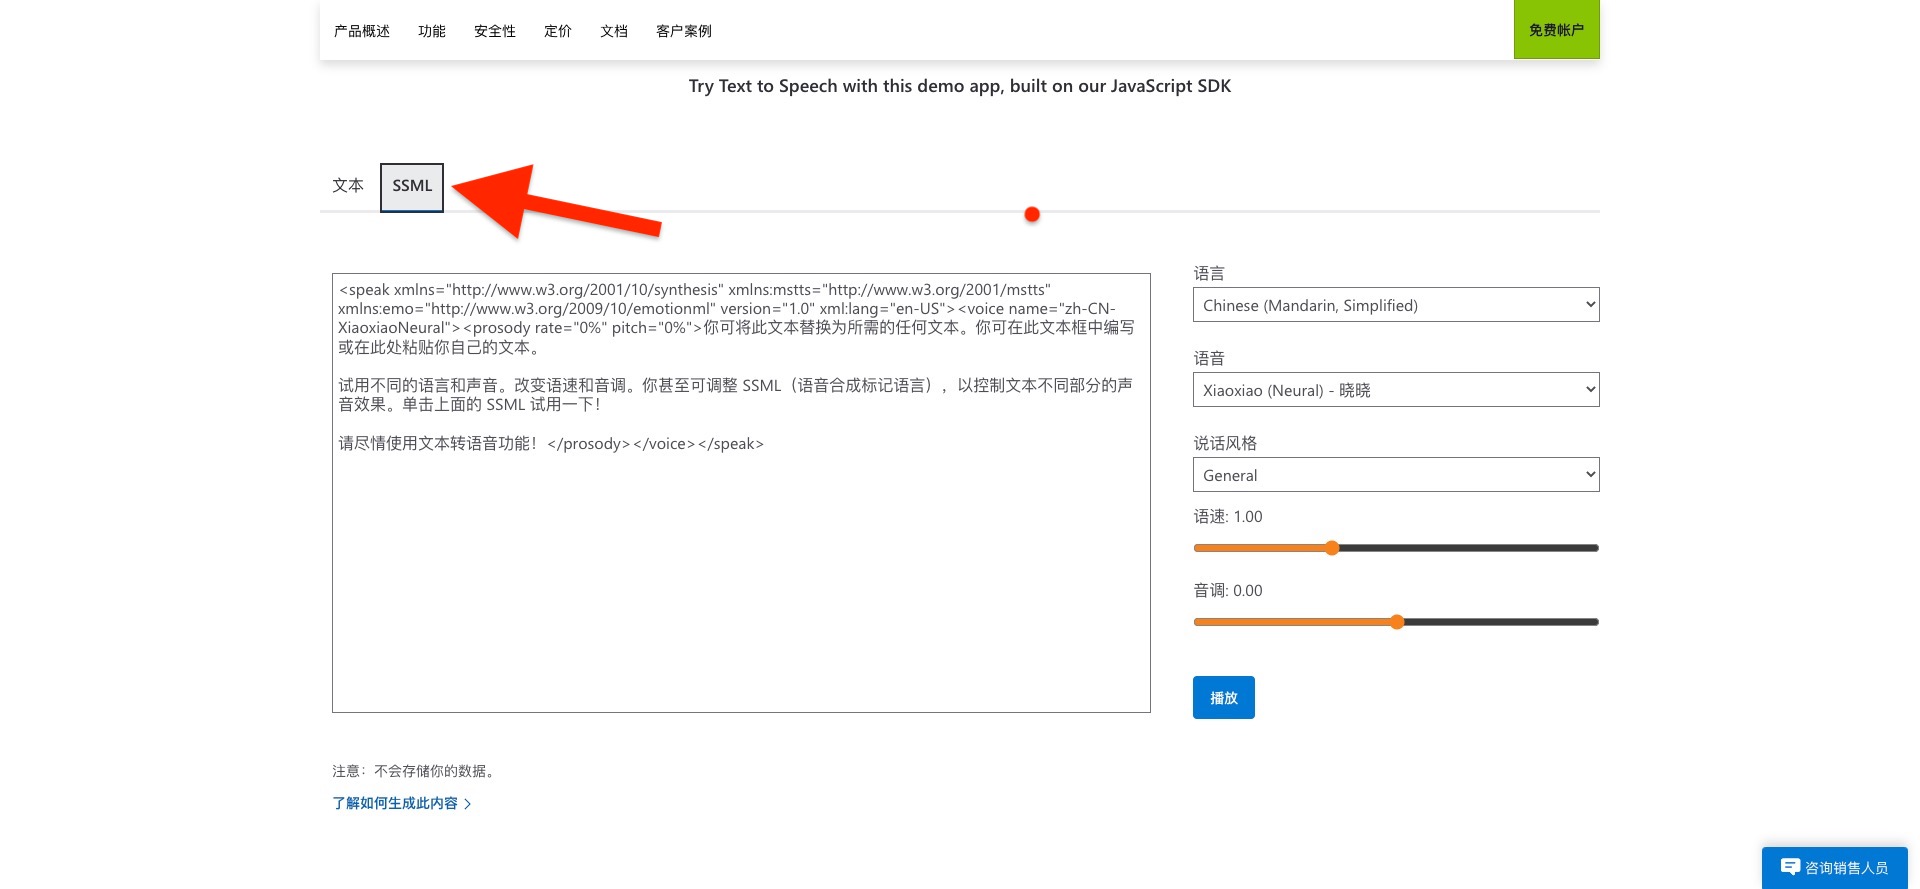 产品概述 功能 安全性 定价 文档 客户案例 免费帐户
Try Text to Speech with this demo app, built on our JavaScript SDK
文本 SSML
<speak xmlns="http://www.w3.org/2001/10/synthesis" xmlns:mstts="http://www.w3.org/2001/mstts"
xmlns:emo="http://www.w3.org/2009/10/emotionml" version="1.0" xml:lang="en-US"><voice name="zh-CN-
XiaoxiaoNeural"><prosody rate="0%" pitch="0%">你可将此文本替换为所需的任何文本。你可在此文本框中编写
或在此处粘贴你自己的文本。
试用不同的语言和声音。改变语速和音调。你甚至可调整 SSML（语音合成标记语言），以控制文本不同部分的声
音效果。单击上面的 SSML 试用一下！
请尽情使用文本转语音功能！</prosody></voice></speak>
语言
Chinese (Mandarin, Simplified)
语音
Xiaoxiao (Neural) - 晓晓
说话风格
General
语速: 1.00
音调: 0.00
播放
注意：不会存储你的数据。
了解如何生成此内容
咨询销售人员